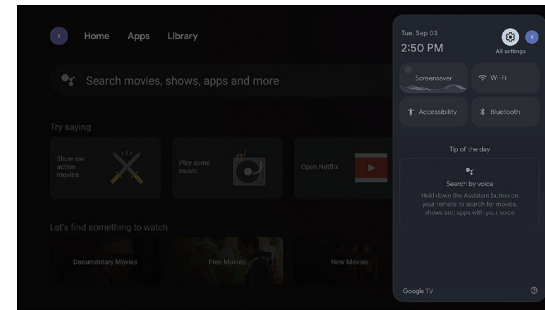 x
Home
Apps
Library
Search movies, shows, apps and more
Try saying
Show me
action
movies
Play some
music
Open Netflix
Let's find something to watch
Documentary Movies
Free Movies
New Movies
Tue, Sep 03
2:50 PM
x
All settings
Screensaver
Wi-Fi
Accessibility
Bluetooth
Tip of the day
Search by voice
Hold down the Assistant button on
your remote to search for movies,
shows and apps with your voice
Google TV